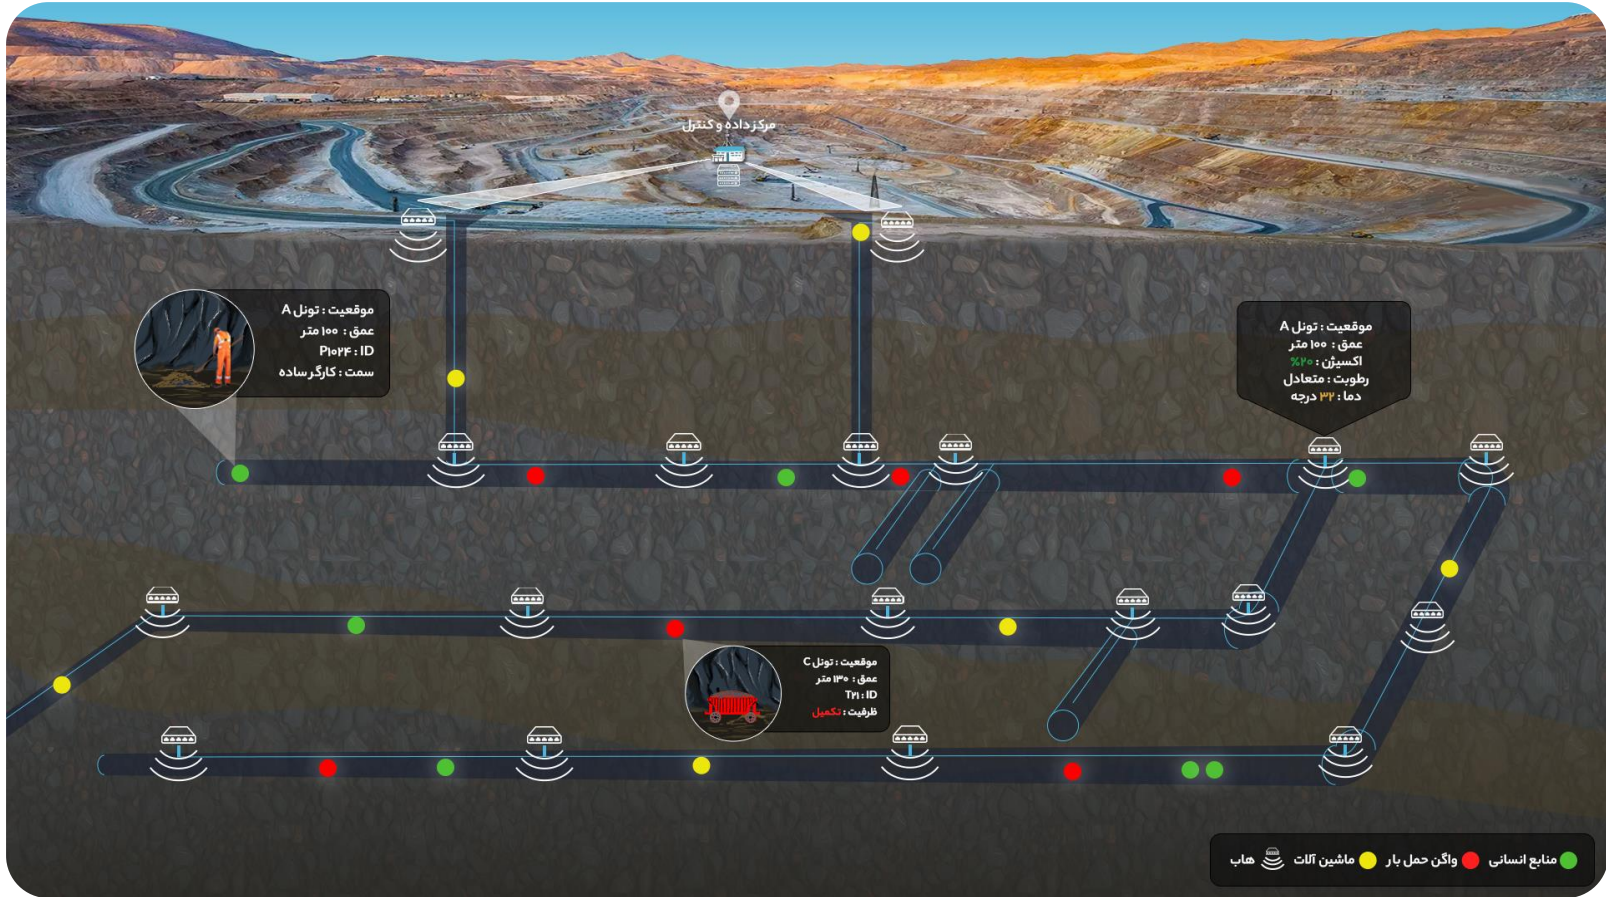 مرکز داده و کنترل
موقعیت : تونل A
عمق : ۱۰۰ متر
P۱۰۲۴ : ID
سمت : کارگر ساده
موقعیت : تونل A
عمق : ۱۰۰ متر
اکسیژن : ۲۰%
رطوبت : متعادل
دما : ۳۲ درجه
موقعیت : تونل C
عمق : ۱۳۰ متر
T۲۱ : ID
ظرفیت : تکمیل
منابع انسانی
واگن حمل بار
ماشین آلات
هاب